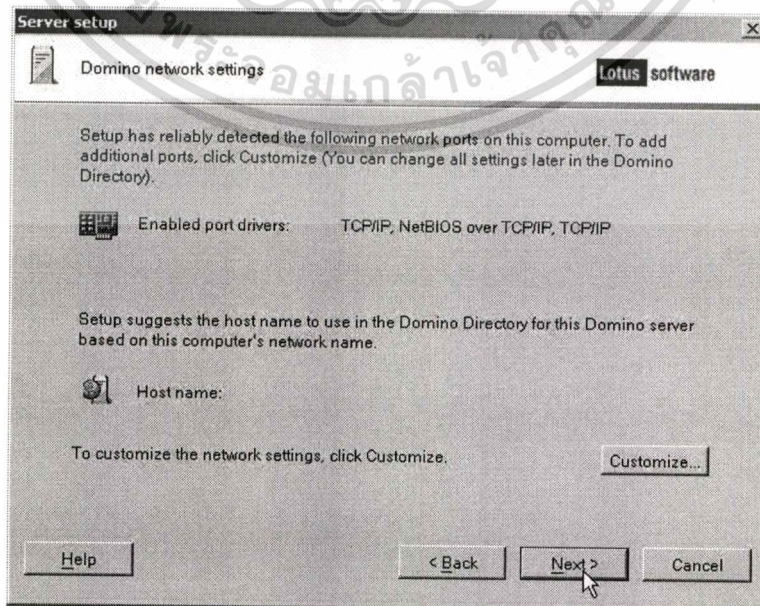 Server setup
Domino network settings
Lotus software
Setup has reliably detected the following network ports on this computer. To add
additional ports, click Customize (You can change all settings later in the Domino
Directory).
Enabled port drivers: TCP/IP, NetBIOS over TCP/IP, TCP/IP
Setup suggests the host name to use in the Domino Directory for this Domino server
based on this computer's network name.
Host name:
To customize the network settings, click Customize.
Customize...
Help
< Back
Next >
Cancel